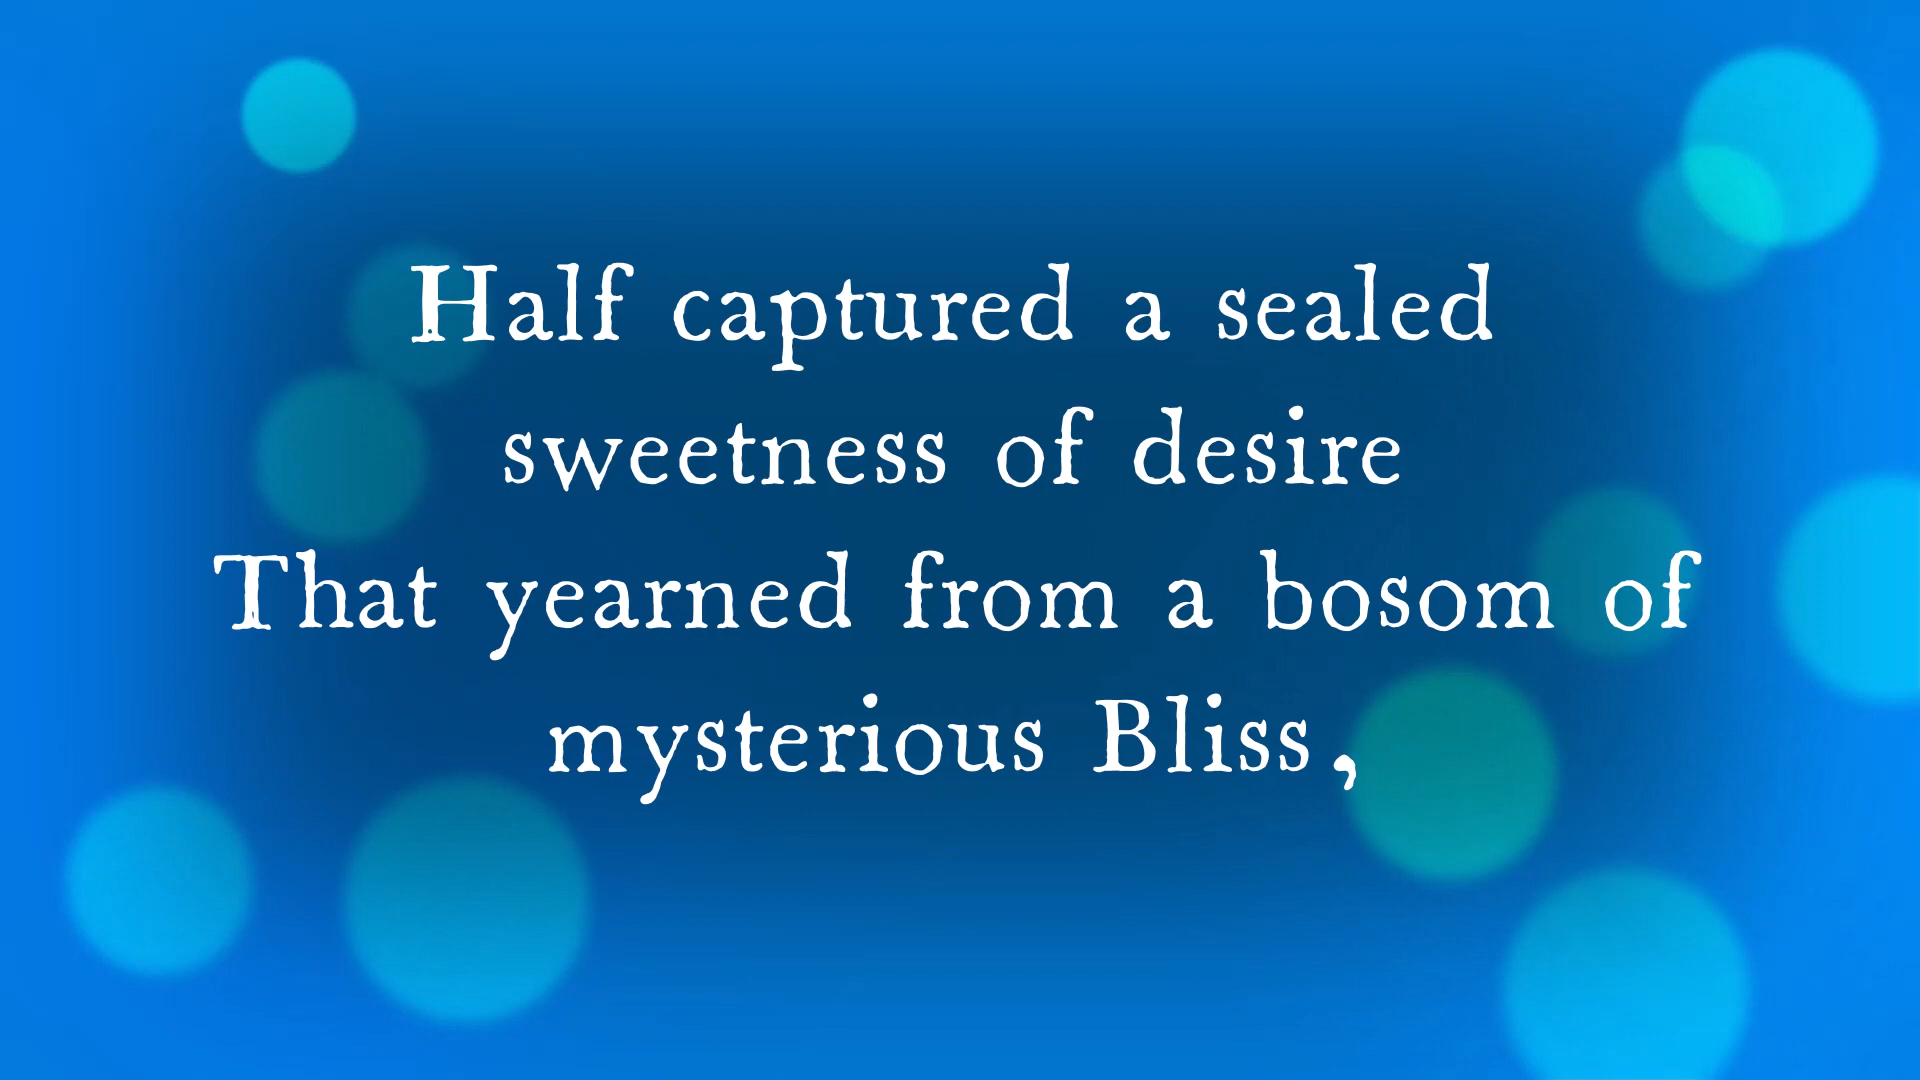 Half captured a sealed
sweetness of desire
That yearned from a bosom of
mysterious Bliss,